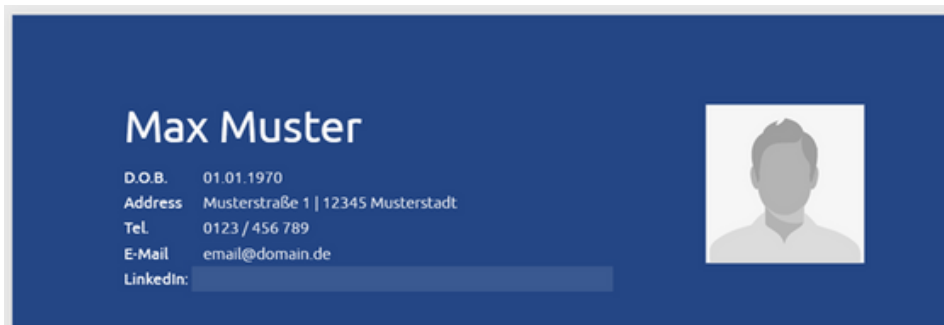 Max Muster
D.O.B. 01.01.1970
Address Musterstraße 1 | 12345 Musterstadt
Tel. 0123 / 456 789
E-Mail email@domain.de
LinkedIn: